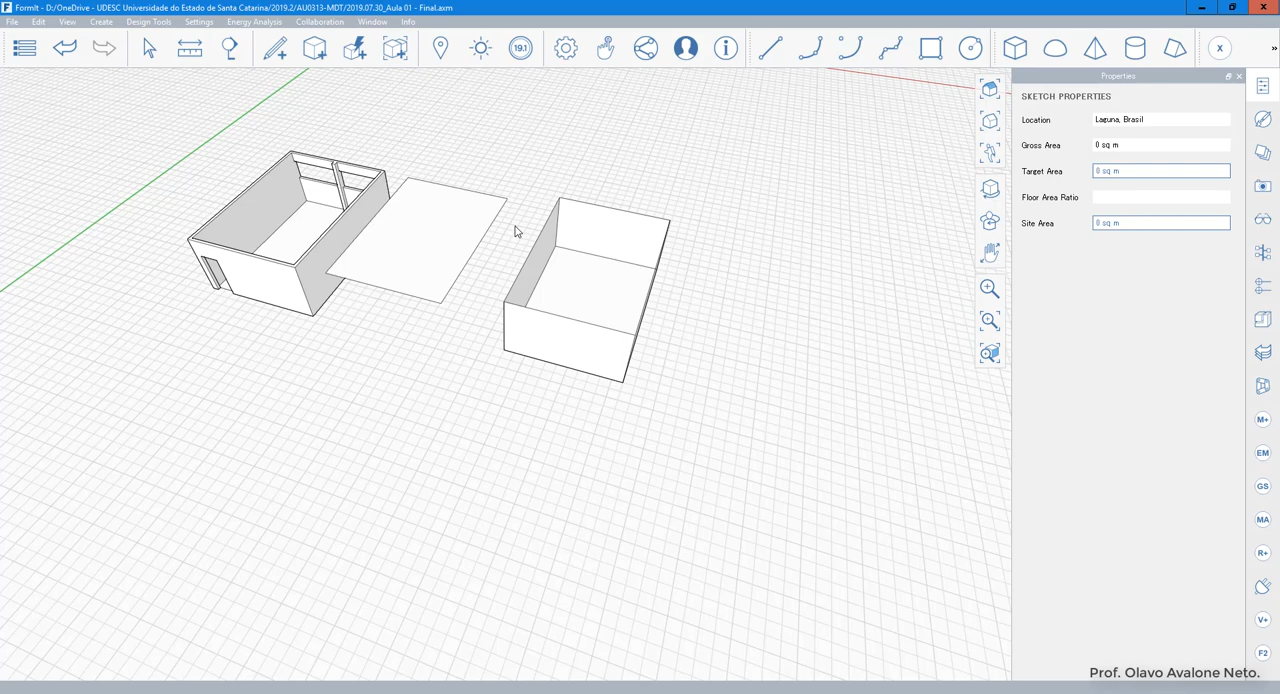 FormIt - D:/OneDrive - UDESC Universidade do Estado de Santa Catarina/2019.2/AU0313-MDT/2019.07.30_Aula 01 - Final.axm
File Edit View Create Design Tools Settings Energy Analysis Collaboration Window Info
19.1
X
»
Properties
SKETCH PROPERTIES
Location Laguna, Brasil
Gross Area 0 sq m
Target Area 0 sq m
Floor Area Ratio
Site Area 0 sq m
M+
EM
GS
MA
R+
V+
F2
Prof. Olavo Avalone Neto.